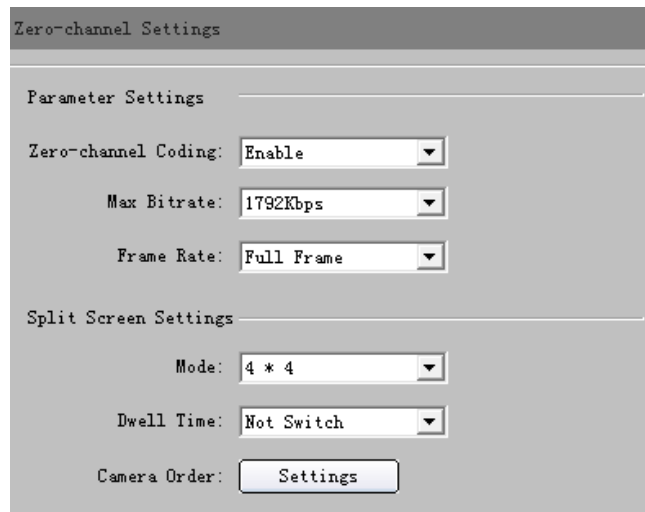 Zero-channel Settings
Parameter Settings
Zero-channel Coding: Enable
Max Bitrate: 1792Kbps
Frame Rate: Full Frame
Split Screen Settings
Mode: 4 * 4
Dwell Time: Not Switch
Camera Order: Settings